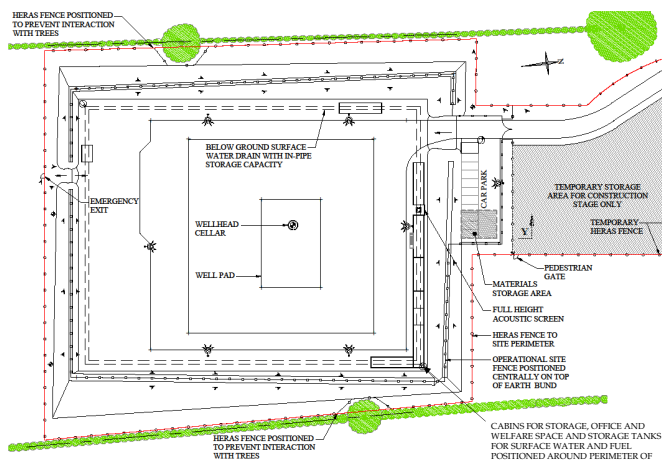 HERAS FENCE POSITIONED
TO PREVENT INTERACTION
WITH TREES
N
BELOW GROUND SURFACE
WATER DRAIN WITH IN-PIPE
STORAGE CAPACITY
CAR PARK
TEMPORARY STORAGE
AREA FOR CONSTRUCTION
STAGE ONLY
EMERGENCY
EXIT
WELLHEAD
CELLAR
TEMPORARY
HERAS FENCE
Y
WELL PAD
PEDESTRIAN
GATE
MATERIALS
STORAGE AREA
FULL HEIGHT
ACOUSTIC SCREEN
HERAS FENCE TO
SITE PERIMETER
OPERATIONAL SITE
FENCE POSITIONED
CENTRALLY ON TOP
OF EARTH BUND
HERAS FENCE POSITIONED
TO PREVENT INTERACTION
WITH TREES
CABINS FOR STORAGE, OFFICE AND
WELFARE SPACE AND STORAGE TANKS
FOR SURFACE WATER AND FUEL
POSITIONED AROUND PERIMETER OF